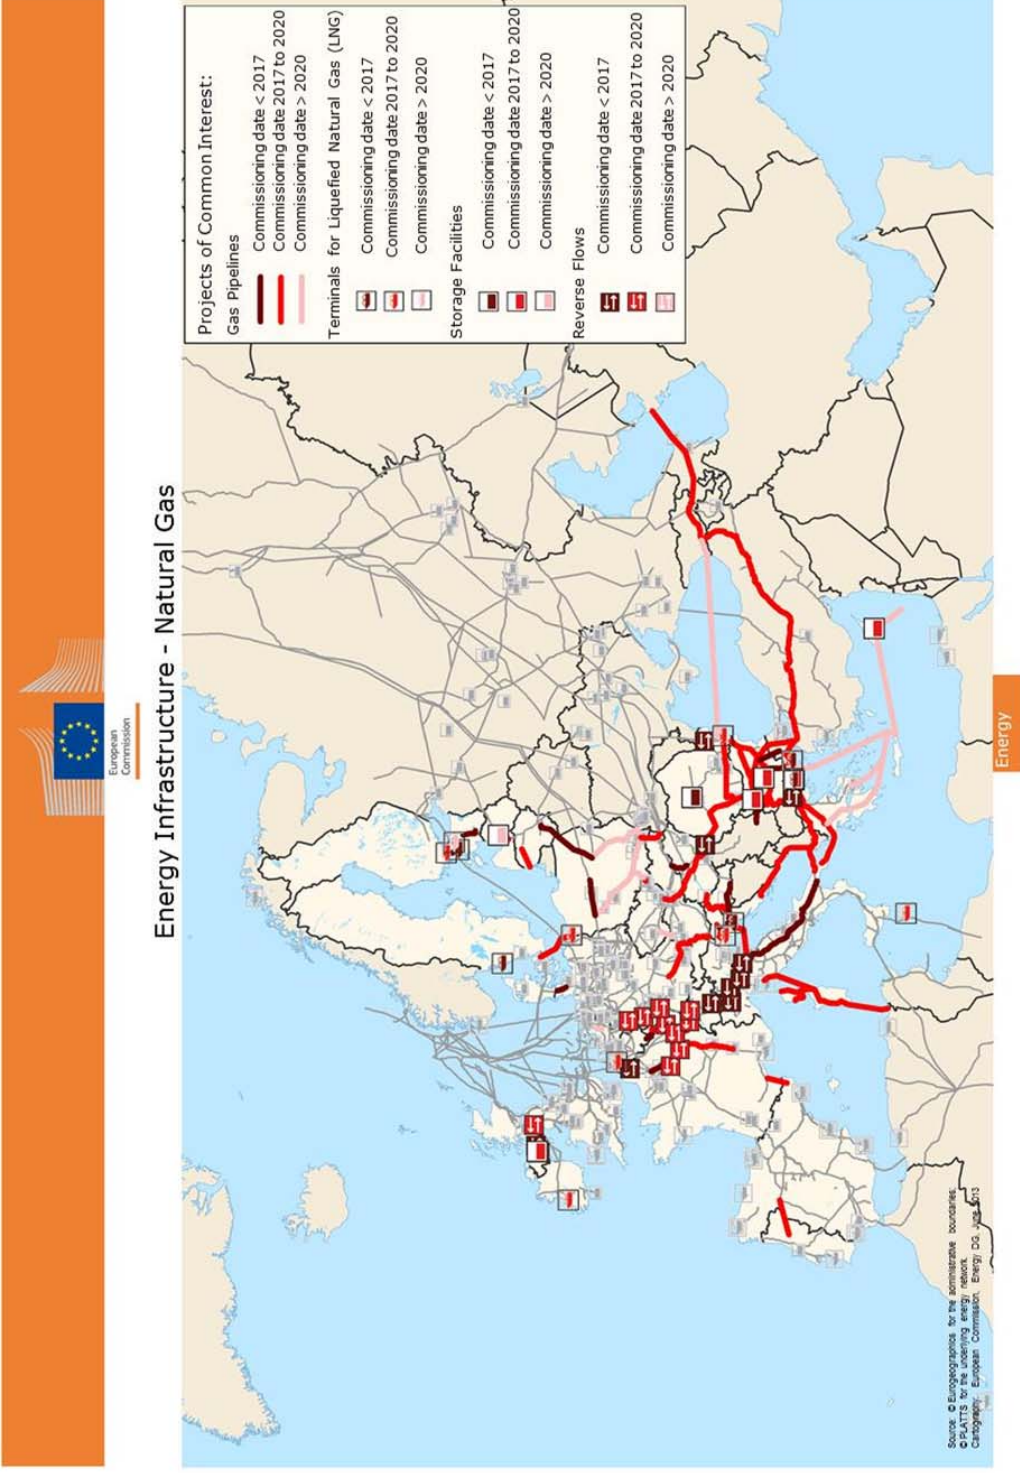 European
Commission
Energy Infrastructure - Natural Gas
Projects of Common Interest:
Gas Pipelines
Commissioning date < 2017
Commissioning date 2017 to 2020
Commissioning date > 2020
Terminals for Liquefied Natural Gas (LNG)
Commissioning date < 2017
Commissioning date 2017 to 2020
Commissioning date > 2020
Storage Facilities
Commissioning date < 2017
Commissioning date 2017 to 2020
Commissioning date > 2020
Reverse Flows
Commissioning date < 2017
Commissioning date 2017 to 2020
Commissioning date > 2020
Source: © Eurogeographics for the administrative boundaries;
© PLATTS for the underlying energy network.
Cartography: European Commission, Energy DG, June 2013
Energy